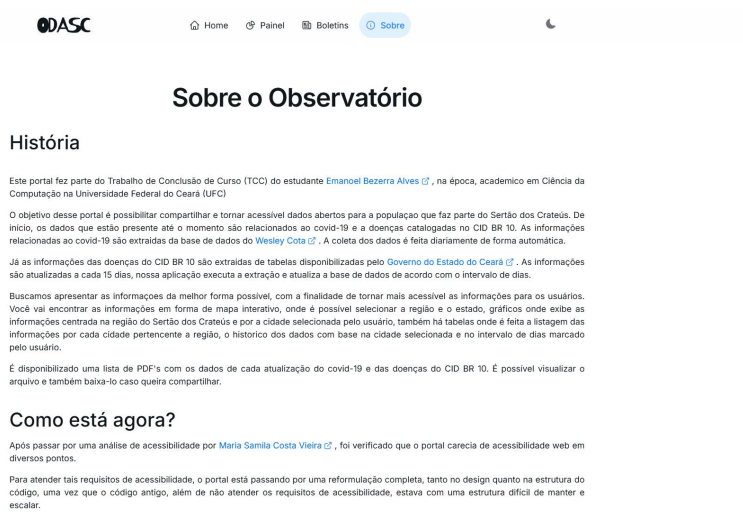 ODASC
Home Painel Boletins Sobre
Sobre o Observatório
História
Este portal fez parte do Trabalho de Conclusão de Curso (TCC) do estudante Emanoel Bezerra Alves , na época, academico em Ciência da
Computação na Universidade Federal do Ceará (UFC)
O objetivo desse portal é possibilitar compartilhar e tornar acessível dados abertos para a populaçao que faz parte do Sertão dos Crateús. De
inicio, os dados que estão presente até o momento são relacionados ao covid-19 e a doenças catalogadas no CID BR 10. As informações
relacionadas ao covid-19 são extraidas da base de dados do Wesley Cota . A coleta dos dados é feita diariamente de forma automática.
Já as informações das doenças do CID BR 10 são extraidas de tabelas disponibilizadas pelo Governo do Estado do Ceará . As informações
são atualizadas a cada 15 dias, nossa aplicação executa a extração e atualiza a base de dados de acordo com o intervalo de dias.
Buscamos apresentar as informaçoes da melhor forma possível, com a finalidade de tornar mais acessível as informações para os usuários.
Você vai encontrar as informações em forma de mapa interativo, onde é possível selecionar a região e o estado, gráficos onde exibe as
informações centrada na região do Sertão dos Crateús e por a cidade selecionada pelo usuário, também há tabelas onde é feita a listagem das
informações por cada cidade pertencente a região, o historico dos dados com base na cidade selecionada e no intervalo de dias marcado
pelo usuário.
É disponibilizado uma lista de PDF's com os dados de cada atualização do covid-19 e das doenças do CID BR 10. É possível visualizar o
arquivo e também baixa-lo caso queira compartilhar.
Como está agora?
Após passar por uma análise de acessibilidade por Maria Samila Costa Vieira , foi verificado que o portal carecia de acessibilidade web em
diversos pontos.
Para atender tais requisitos de acessibilidade, o portal está passando por uma reformulação completa, tanto no design quanto na estrutura do
código, uma vez que o código antigo, além de não atender os requisitos de acessibilidade, estava com uma estrutura difícil de manter e
escalar.